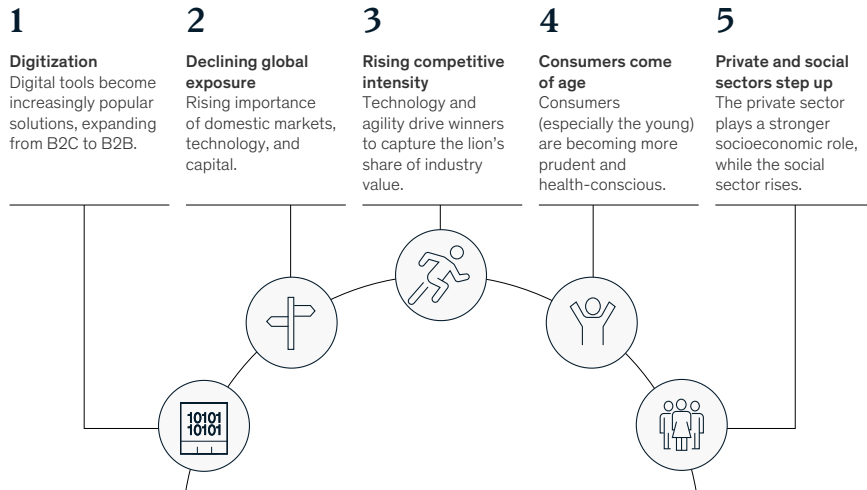 1
Digitization
Digital tools become
increasingly popular
solutions, expanding
from B2C to B2B.
2
Declining global
exposure
Rising importance
of domestic markets,
technology, and
capital.
3
Rising competitive
intensity
Technology and
agility drive winners
to capture the lion’s
share of industry
value.
4
Consumers come
of age
Consumers
(especially the young)
are becoming more
prudent and
health-conscious.
5
Private and social
sectors step up
The private sector
plays a stronger
socioeconomic role,
while the social
sector rises.
10101
10101